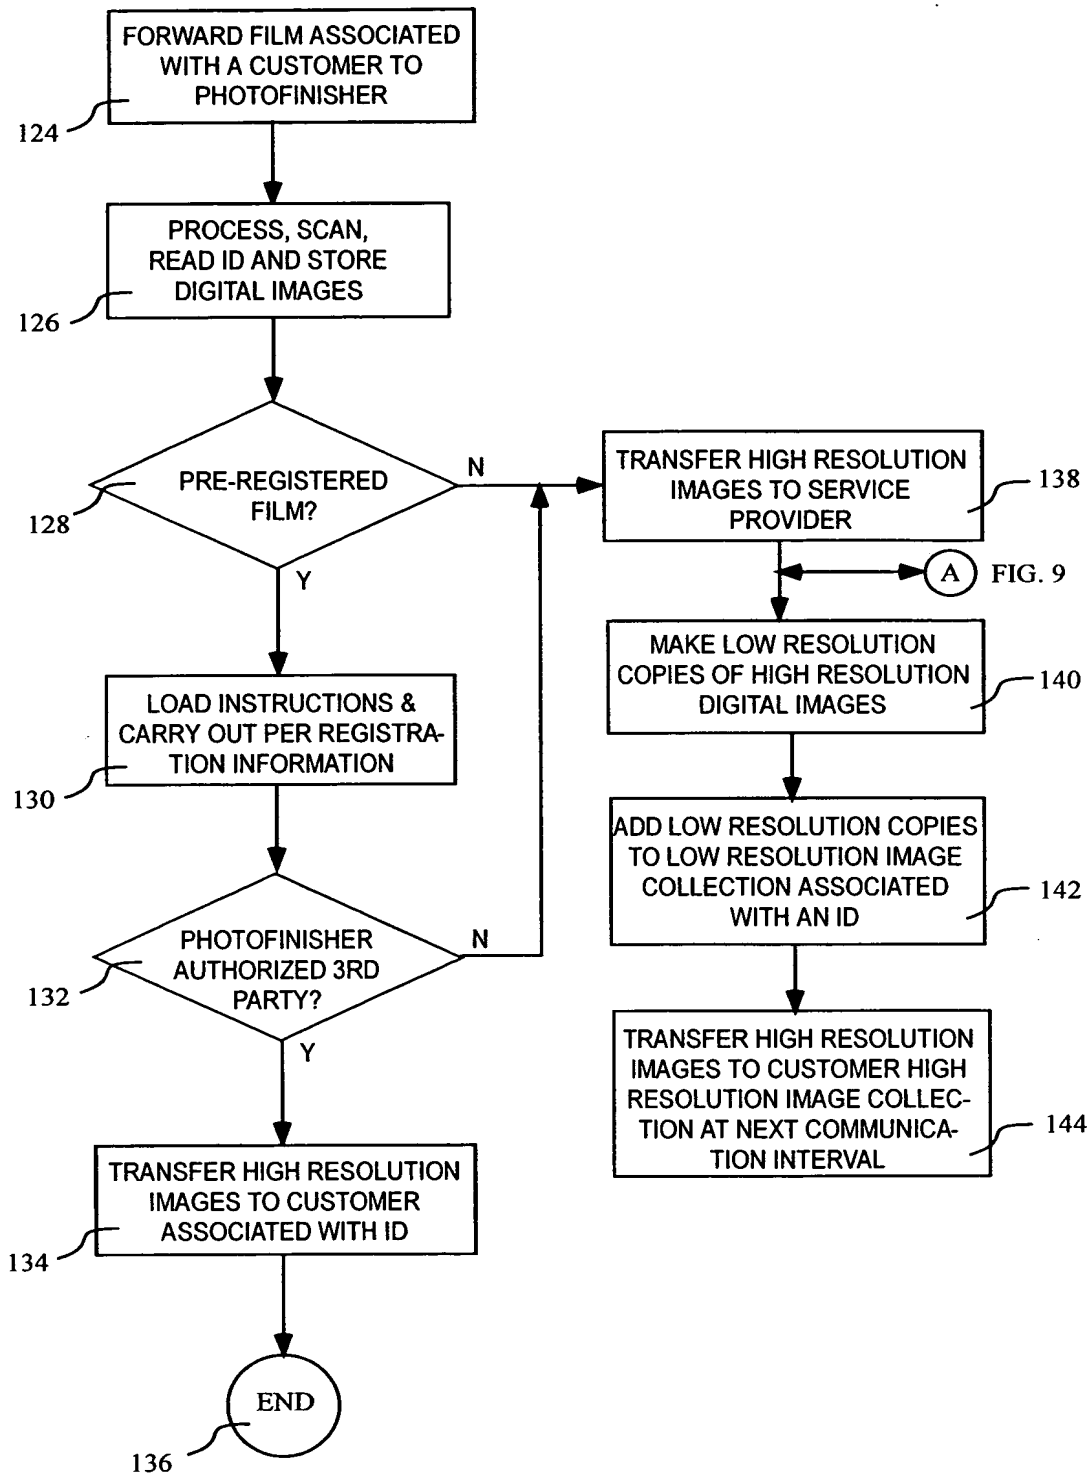 FORWARD FILM ASSOCIATED
WITH A CUSTOMER TO
PHOTOFINISHER
124
PROCESS, SCAN,
READ ID AND STORE
DIGITAL IMAGES
126
PRE-REGISTERED
FILM?
128
N
Y
LOAD INSTRUCTIONS &
CARRY OUT PER REGISTRA-
TION INFORMATION
130
PHOTOFINISHER
AUTHORIZED 3RD
PARTY?
132
N
Y
TRANSFER HIGH RESOLUTION
IMAGES TO CUSTOMER
ASSOCIATED WITH ID
134
END
136
TRANSFER HIGH RESOLUTION
IMAGES TO SERVICE
PROVIDER
138
A FIG. 9
MAKE LOW RESOLUTION
COPIES OF HIGH RESOLUTION
DIGITAL IMAGES
140
ADD LOW RESOLUTION COPIES
TO LOW RESOLUTION IMAGE
COLLECTION ASSOCIATED
WITH AN ID
142
TRANSFER HIGH RESOLUTION
IMAGES TO CUSTOMER HIGH
RESOLUTION IMAGE COLLEC-
TION AT NEXT COMMUNICA-
TION INTERVAL
144